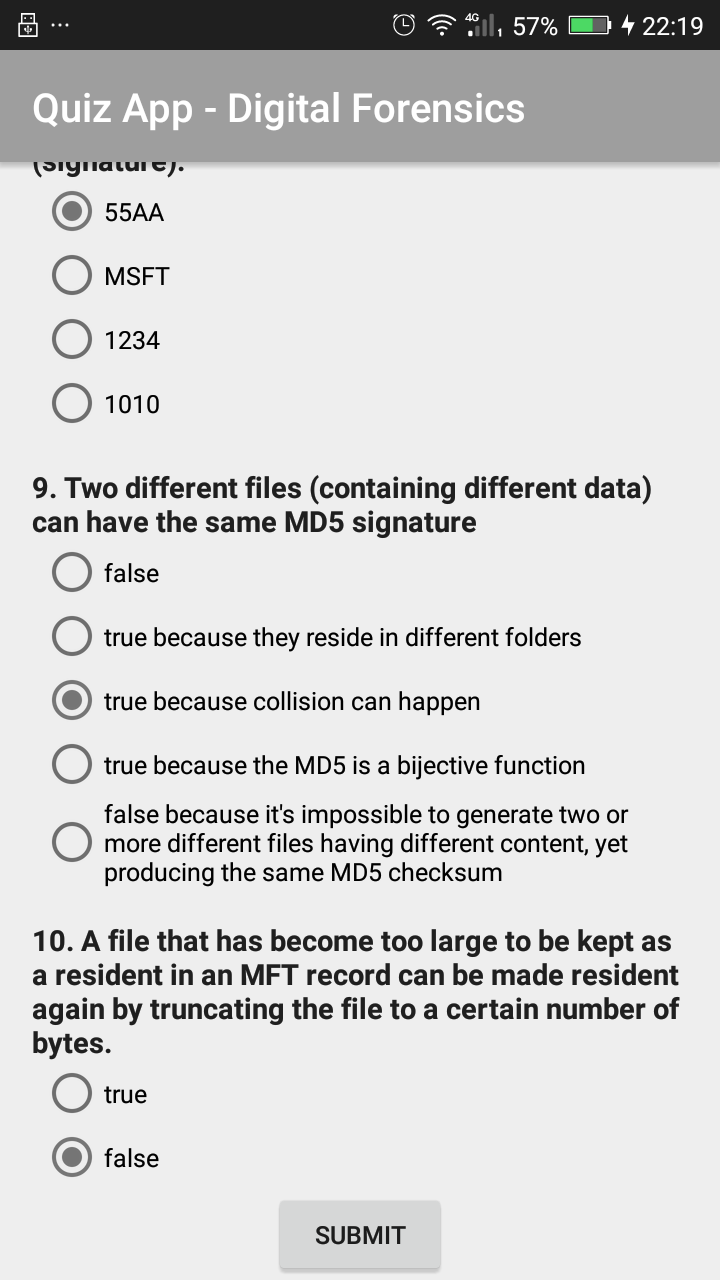 4G 1 57% 22:19
Quiz App - Digital Forensics
(signature).
55AA
MSFT
1234
1010
9. Two different files (containing different data)
can have the same MD5 signature
false
true because they reside in different folders
true because collision can happen
true because the MD5 is a bijective function
false because it's impossible to generate two or
more different files having different content, yet
producing the same MD5 checksum
10. A file that has become too large to be kept as
a resident in an MFT record can be made resident
again by truncating the file to a certain number of
bytes.
true
false
SUBMIT